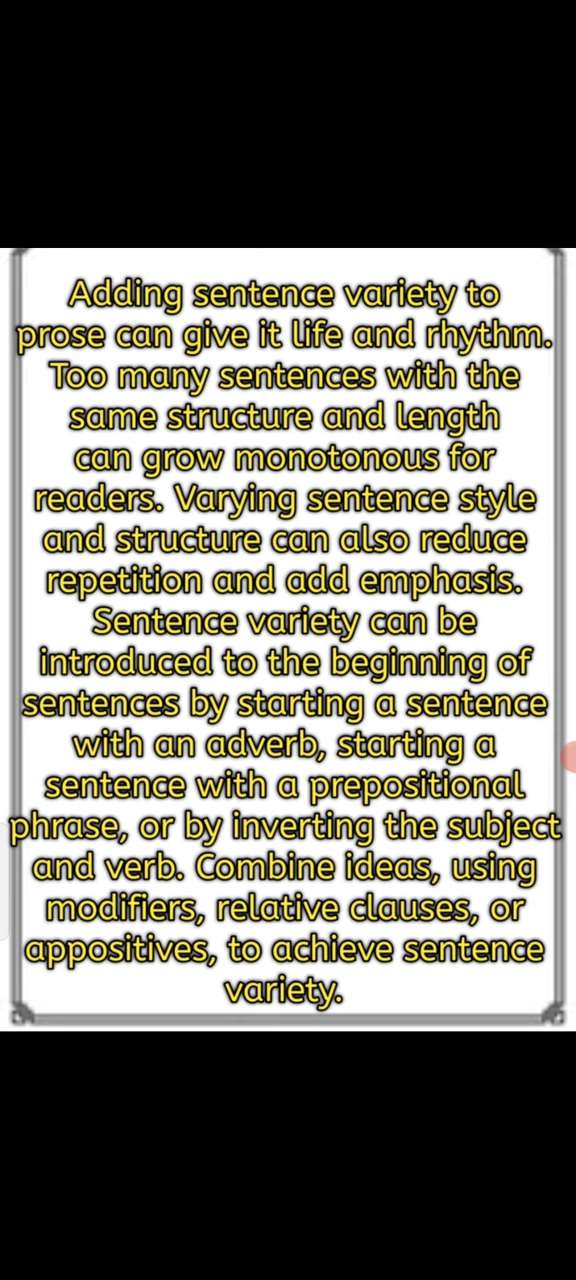 Adding sentence variety to
prose can give it life and rhythm.
Too many sentences with the
same structure and length
can grow monotonous for
readers. Varying sentence style
and structure can also reduce
repetition and add emphasis.
Sentence variety can be
introduced to the beginning of
sentences by starting a sentence
with an adverb, starting a
sentence with a prepositional
phrase, or by inverting the subject
and verb. Combine ideas, using
modifiers, relative clauses, or
appositives, to achieve sentence
variety.